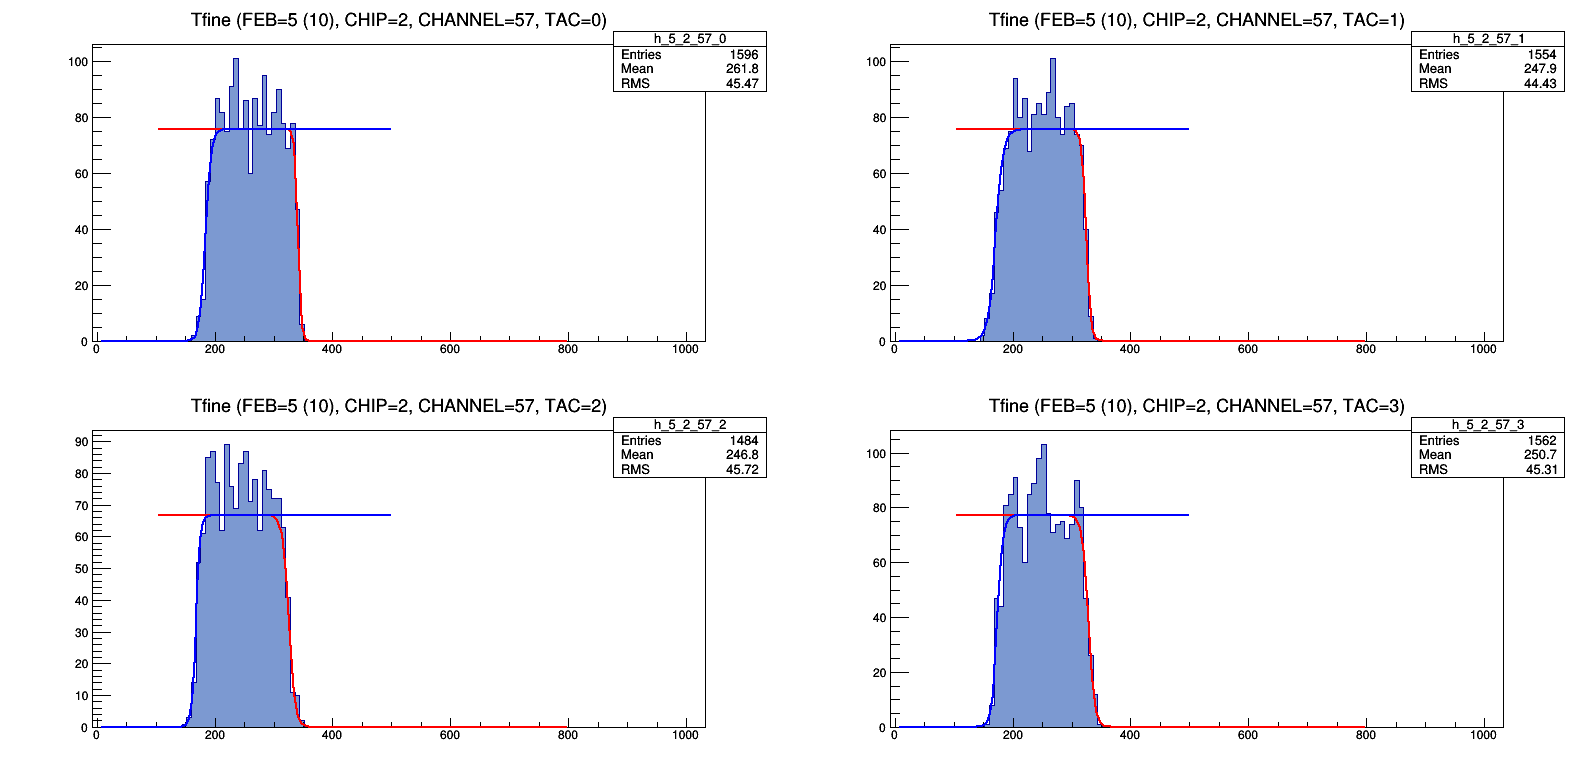 Tfine (FEB=5 (10), CHIP=2, CHANNEL=57, TAC=0)
h_5_2_57_0
Entries 1596
Mean 261.8
RMS 45.47
100
80
60
40
20
0
0 200 400 600 800 1000
Tfine (FEB=5 (10), CHIP=2, CHANNEL=57, TAC=1)
h_5_2_57_1
Entries 1554
Mean 247.9
RMS 44.43
100
80
60
40
20
0
0 200 400 600 800 1000
Tfine (FEB=5 (10), CHIP=2, CHANNEL=57, TAC=2)
h_5_2_57_2
Entries 1484
Mean 246.8
RMS 45.72
90
80
70
60
50
40
30
20
10
0
0 200 400 600 800 1000
Tfine (FEB=5 (10), CHIP=2, CHANNEL=57, TAC=3)
h_5_2_57_3
Entries 1562
Mean 250.7
RMS 45.31
100
80
60
40
20
0
0 200 400 600 800 1000